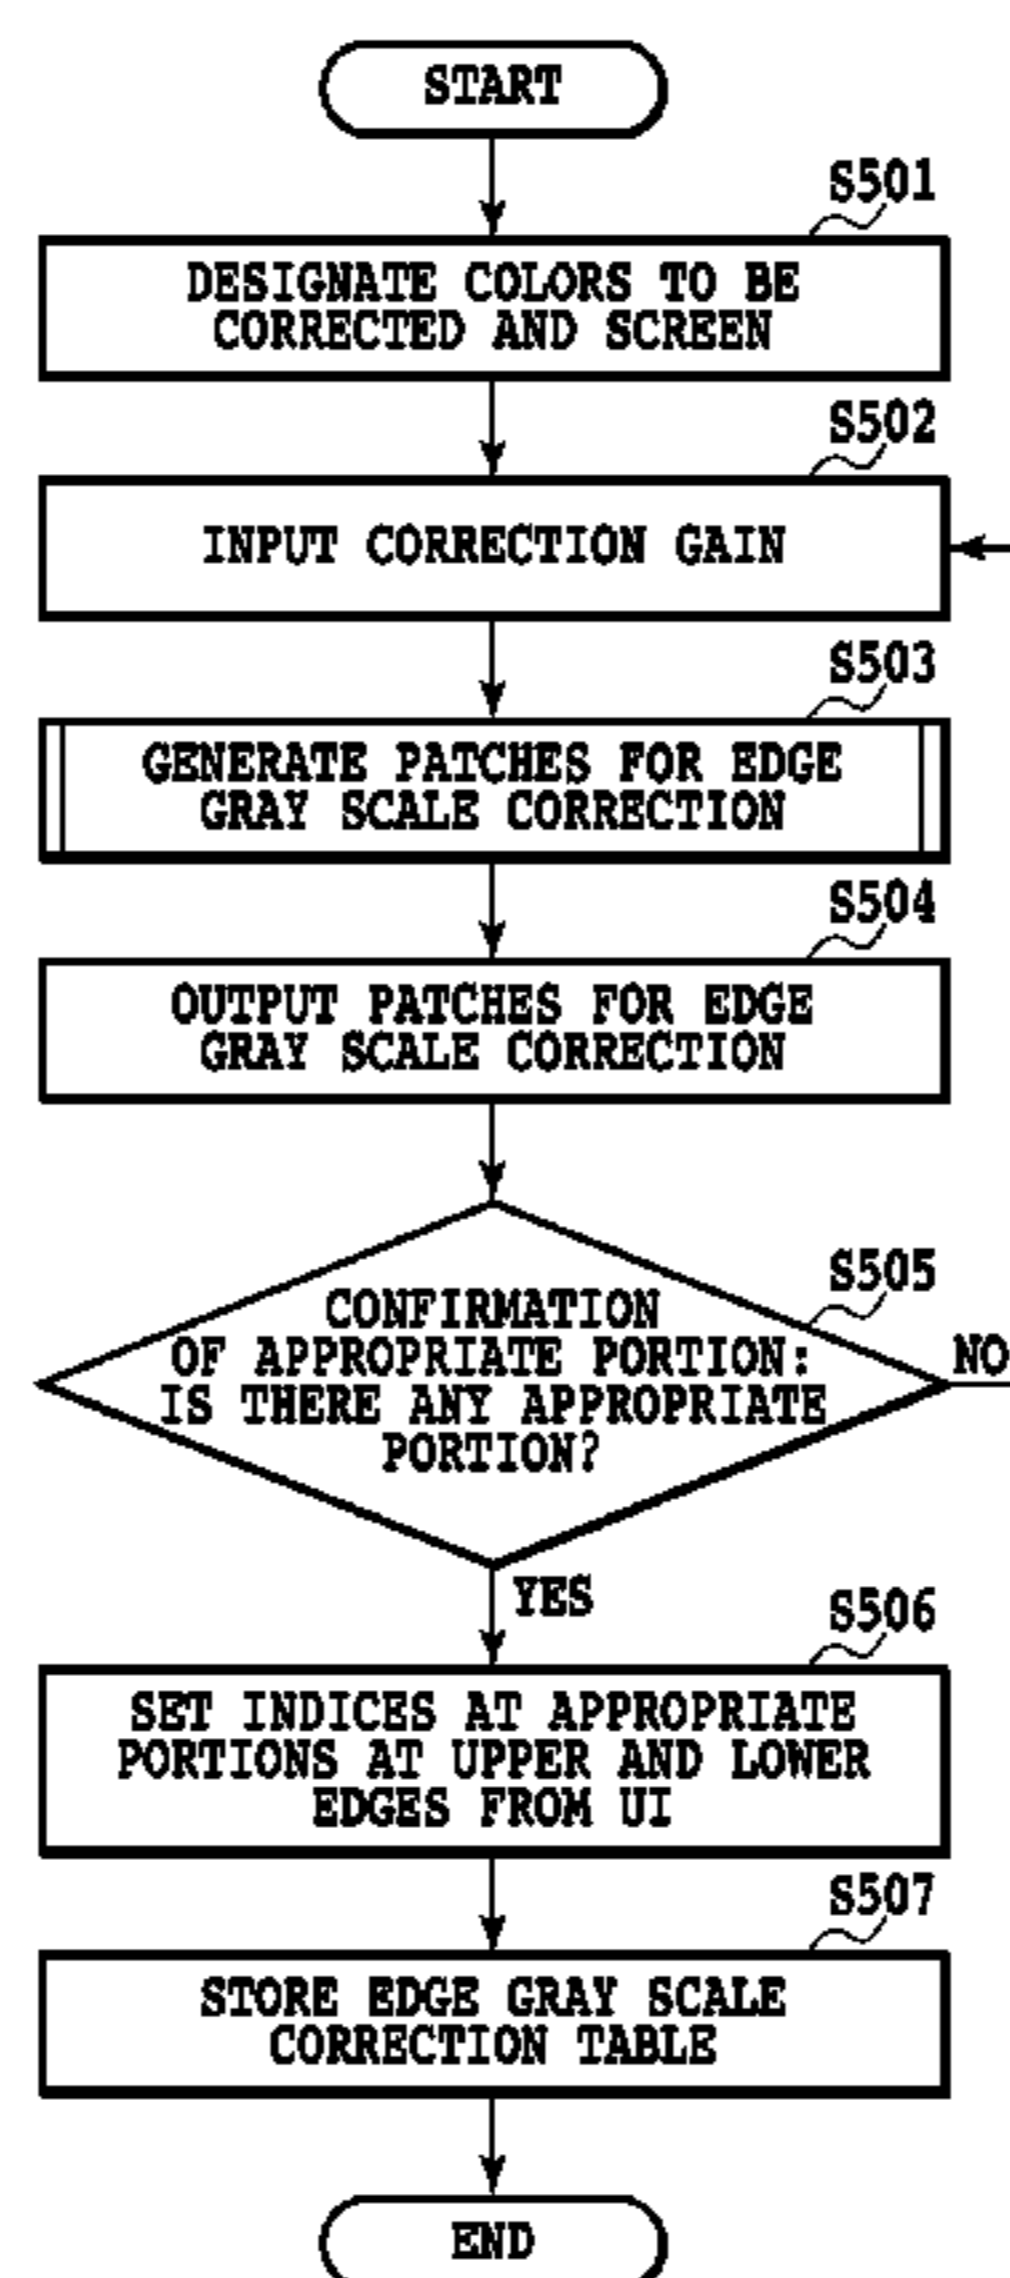 START
S501
DESIGNATE COLORS TO BE
CORRECTED AND SCREEN
S502
INPUT CORRECTION GAIN
S503
GENERATE PATCHES FOR EDGE
GRAY SCALE CORRECTION
S504
OUTPUT PATCHES FOR EDGE
GRAY SCALE CORRECTION
S505
CONFIRMATION
OF APPROPRIATE PORTION:
IS THERE ANY APPROPRIATE
PORTION?
NO
YES
S506
SET INDICES AT APPROPRIATE
PORTIONS AT UPPER AND LOWER
EDGES FROM UI
S507
STORE EDGE GRAY SCALE
CORRECTION TABLE
END